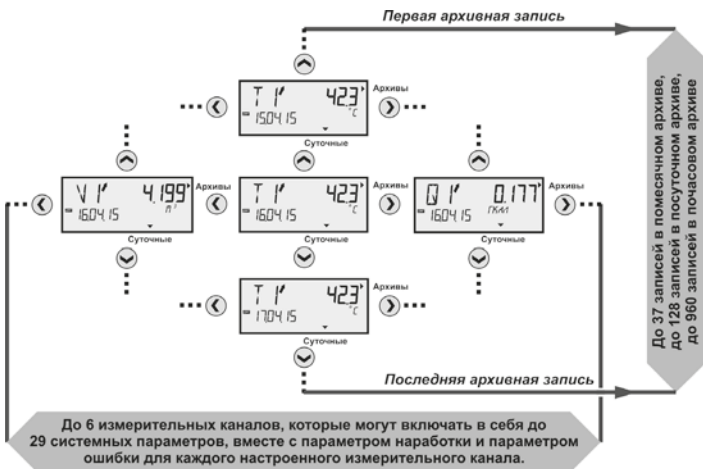 Первая архивная запись
T 1' 42.3
°C
Архивы
15.04.15
Суточные
V 1' 4.199
м³
Архивы
16.04.15
Суточные
T 1' 42.3
°C
Архивы
16.04.15
Суточные
Q 1' 0.177
ГКАЛ
Архивы
16.04.15
Суточные
T 1' 42.3
°C
Архивы
17.04.15
Суточные
До 37 записей в помесячном архиве,
до 128 записей в посуточном архиве,
до 960 записей в почасовом архиве
Последняя архивная запись
До 6 измерительных каналов, которые могут включать в себя до
29 системных параметров, вместе с параметром наработки и параметром
ошибки для каждого настроенного измерительного канала.